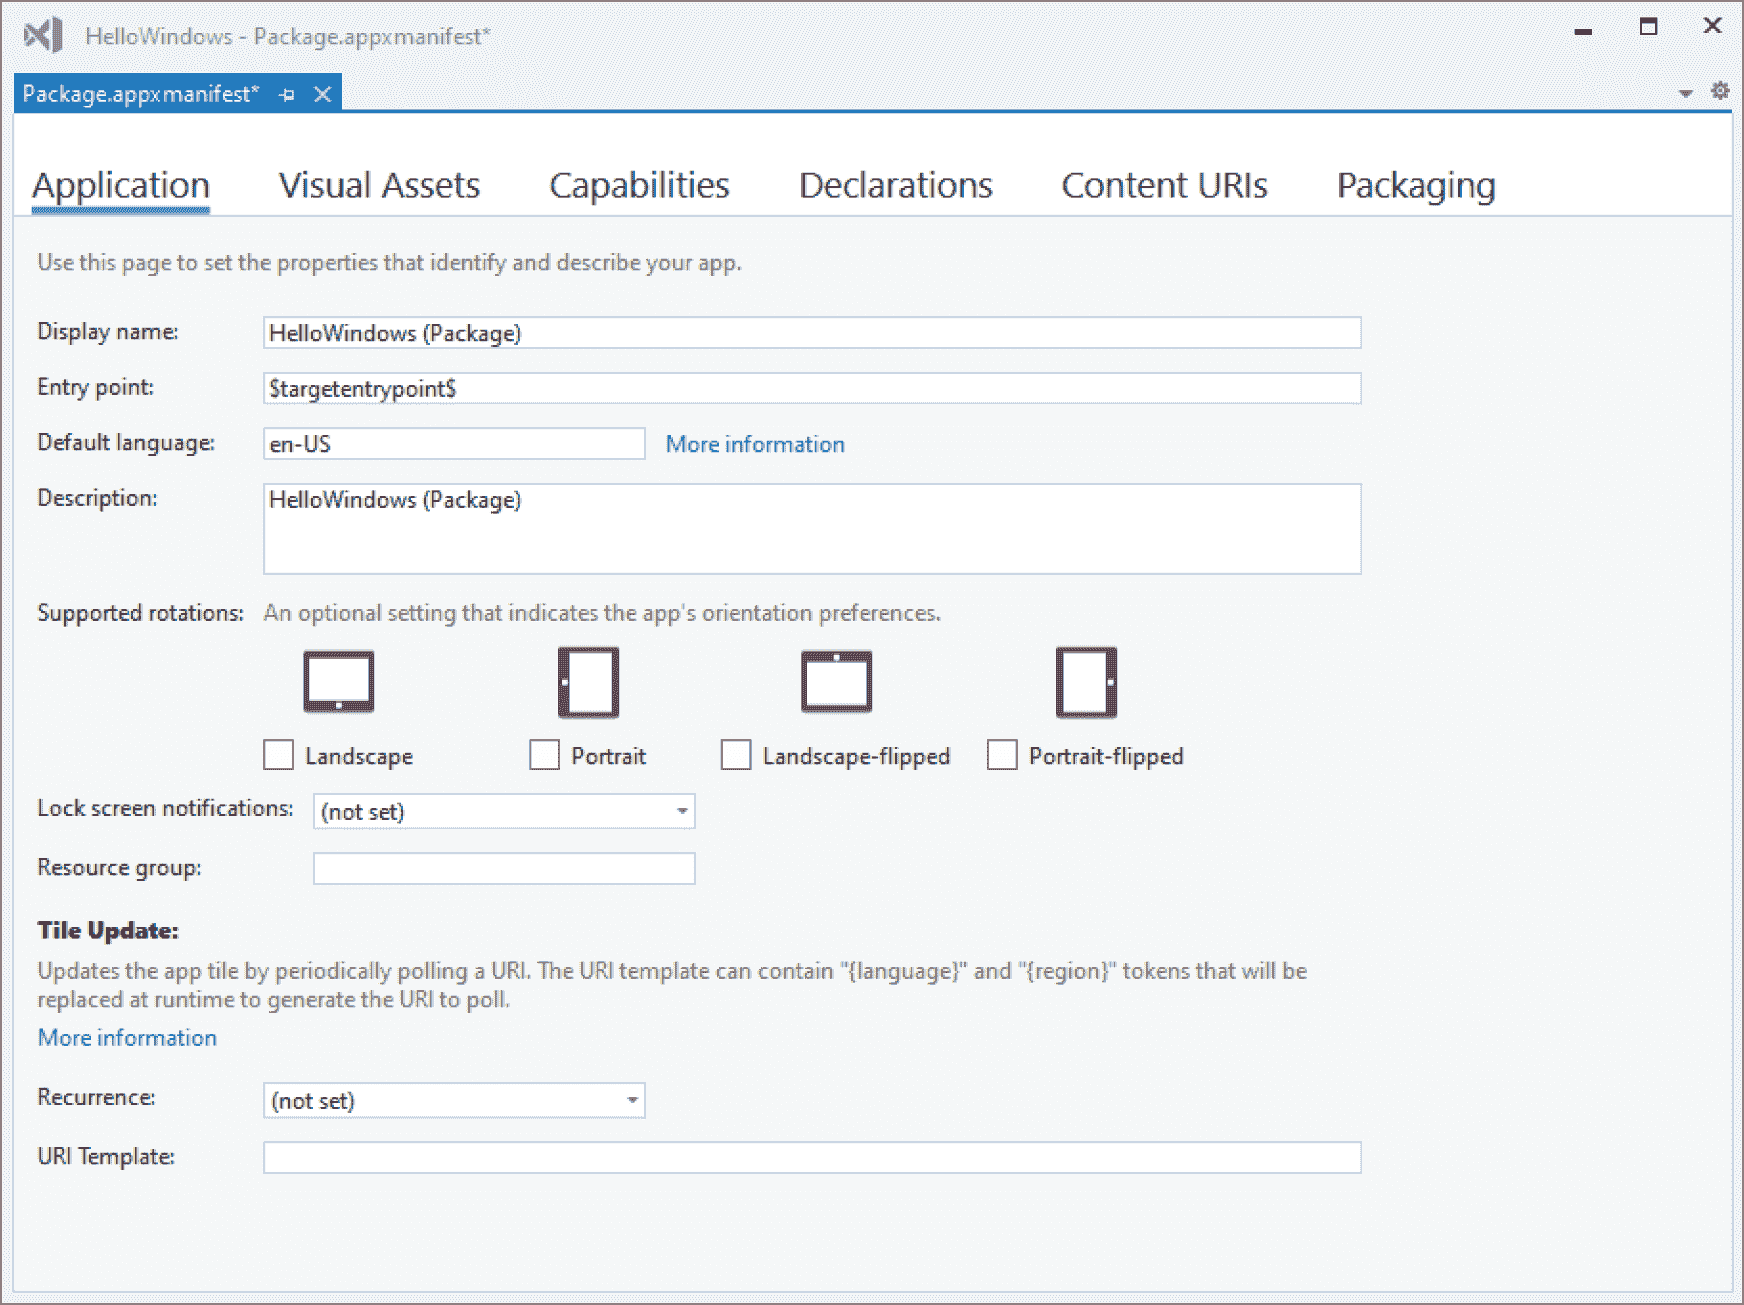 HelloWindows - Package.appxmanifest*
Package.appxmanifest*
Application Visual Assets Capabilities Declarations Content URIs Packaging
Use this page to set the properties that identify and describe your app.
Display name: HelloWindows (Package)
Entry point: $targetentrypoint$
Default language: en-US More information
Description: HelloWindows (Package)
Supported rotations: An optional setting that indicates the app's orientation preferences.
Landscape Portrait Landscape-flipped Portrait-flipped
Lock screen notifications: (not set)
Resource group:
Tile Update:
Updates the app tile by periodically polling a URI. The URI template can contain "{language}" and "{region}" tokens that will be
replaced at runtime to generate the URI to poll.
More information
Recurrence: (not set)
URI Template: